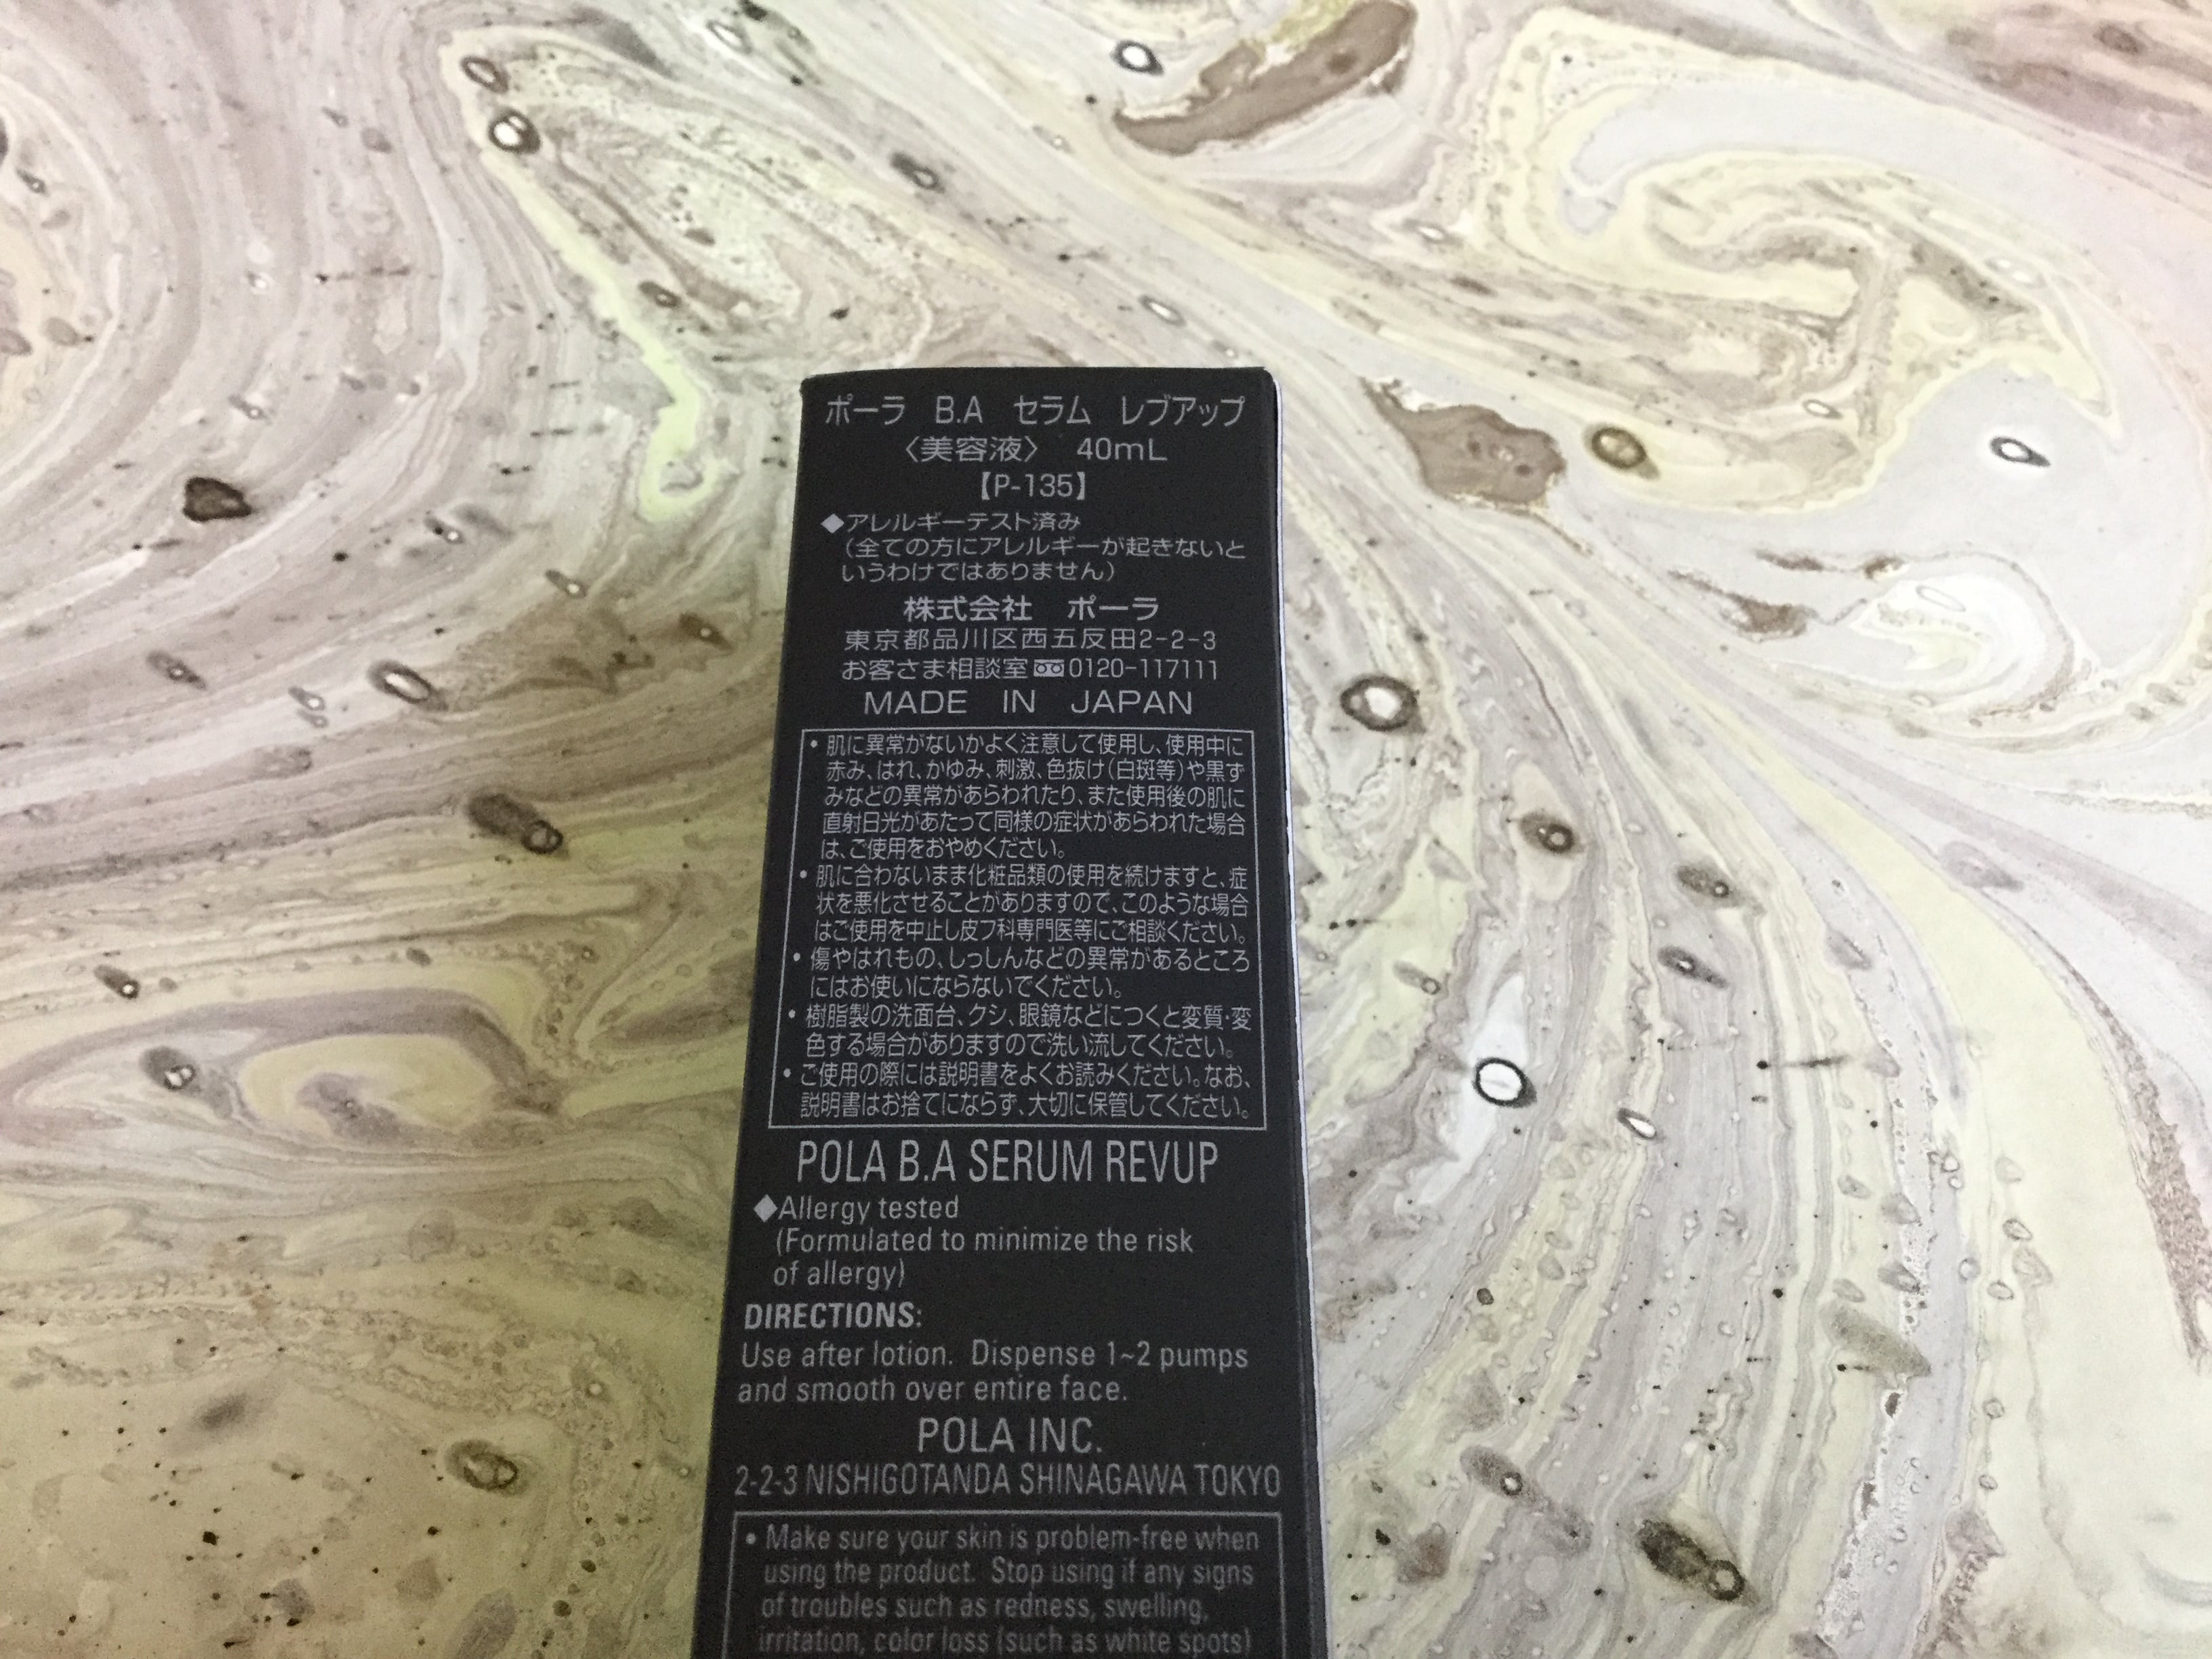 ポーラ B.A セラム レブアップ
〈美容液〉 40mL
【P-135】
◆アレルギーテスト済み
(全ての方にアレルギーが起きないと
いうわけではありません)
株式会社 ポーラ
東京都品川区西五反田2-2-3
お客さま相談室 0120-117111
MADE IN JAPAN
• 肌に異常がないかよく注意して使用し、使用中に
赤み、はれ、かゆみ、刺激、色抜け(白斑等)や黒ず
みなどの異常があらわれたり、また使用後の肌に
直射日光があたって同様の症状があらわれた場合
は、ご使用をおやめください。
• 肌に合わないまま化粧品類の使用を続けますと、症
状を悪化させることがありますので、このような場合
はご使用を中止し皮フ科専門医等にご相談ください。
• 傷やはれもの、しっしんなどの異常があるところ
にはお使いにならないでください。
• 樹脂製の洗面台、クシ、眼鏡などにつくと変質・変
色する場合がありますので洗い流してください。
• ご使用の際には説明書をよくお読みください。なお、
説明書はお捨てにならず、大切に保管してください。
POLA B.A SERUM REVUP
◆Allergy tested
(Formulated to minimize the risk
of allergy)
DIRECTIONS:
Use after lotion. Dispense 1~2 pumps
and smooth over entire face.
POLA INC.
2-2-3 NISHIGOTANDA SHINAGAWA TOKYO
• Make sure your skin is problem-free when
using the product. Stop using if any signs
of troubles such as redness, swelling,
irritation, color loss (such as white spots)